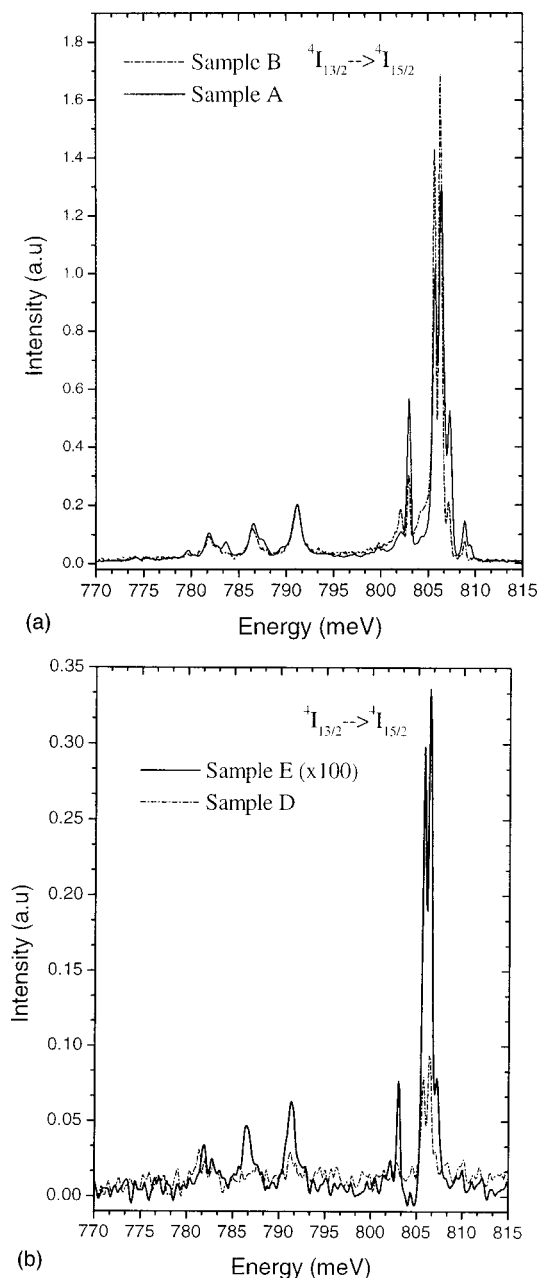 1.8
1.6
1.4
1.2
1.0
0.8
0.6
0.4
0.2
0.0
Intensity (a.u)
Sample B
Sample A
⁴I₁₃/₂-->⁴I₁₅/₂
770 775 780 785 790 795 800 805 810 815
Energy (meV)
(a)
0.35
0.30
0.25
0.20
0.15
0.10
0.05
0.00
Intensity (a.u)
⁴I₁₃/₂-->⁴I₁₅/₂
Sample E (x100)
Sample D
770 775 780 785 790 795 800 805 810 815
Energy (meV)
(b)